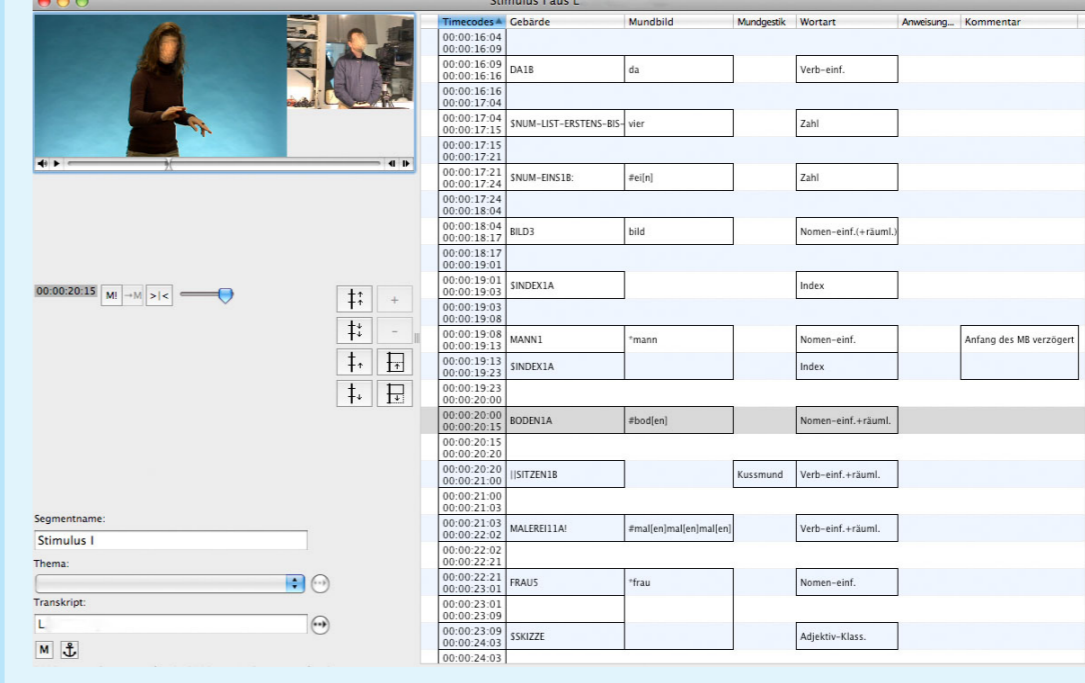 Stimulus I aus L
Timecodes Gebärde Mundbild Mundgestik Wortart Anweisung... Kommentar
00:00:16:04
00:00:16:09
00:00:16:09
00:00:16:16 DA1B da Verb-einf.
00:00:16:16
00:00:17:04
00:00:17:04
00:00:17:15 $NUM-LIST-ERSTENS-BIS- vier Zahl
00:00:17:15
00:00:17:21
00:00:17:21
00:00:17:24 $NUM-EINS1B: #ei[n] Zahl
00:00:17:24
00:00:18:04
00:00:18:04
00:00:18:17 BILD3 bild Nomen-einf.(+räuml.)
00:00:18:17
00:00:19:01
00:00:19:01
00:00:19:03 $INDEX1A Index
00:00:19:03
00:00:19:08
00:00:19:08
00:00:19:13 MANN1 °mann Nomen-einf. Anfang des MB verzögert
00:00:19:13
00:00:19:23 $INDEX1A Index
00:00:19:23
00:00:20:00
00:00:20:00
00:00:20:15 BODEN1A #bod[en] Nomen-einf.+räuml.
00:00:20:15
00:00:20:20
00:00:20:20
00:00:21:00 ||SITZEN1B Kussmund Verb-einf.+räuml.
00:00:21:00
00:00:21:03
00:00:21:03
00:00:22:02 MALEREI11A! #mal[en]mal[en]mal[en] Verb-einf.+räuml.
00:00:22:02
00:00:22:21
00:00:22:21
00:00:23:01 FRAU5 °frau Nomen-einf.
00:00:23:01
00:00:23:09
00:00:23:09
00:00:24:03 $SKIZZE Adjektiv-Klass.
00:00:24:03
00:00:20:15 M! →M >|<
+
-
Segmentname:
Stimulus I
Thema:
Transkript:
L
M